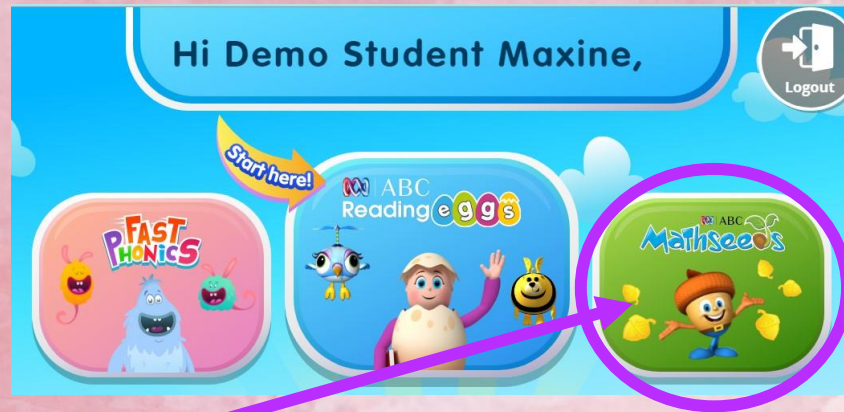 Hi Demo Student Maxine,
Logout
Start here!
FAST
PHONICS
ABC
Reading eggs
ABC
Mathseeds